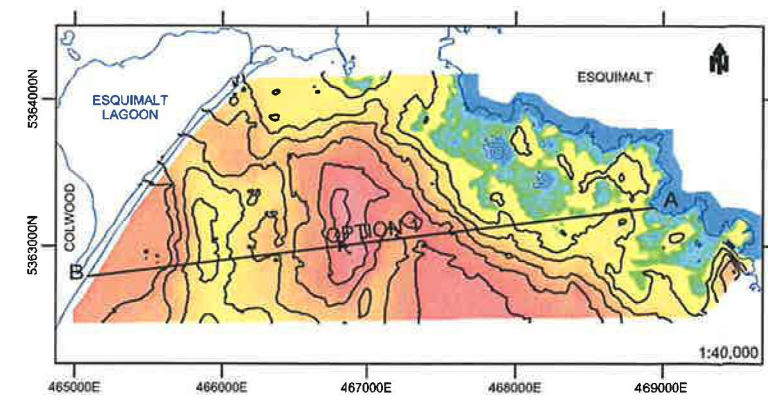 ESQUIMALT
ESQUIMALT
LAGOON
N
5364000N
COLWOOD
A
OPTION 1
5363000N
B
1:40,000
465000E
466000E
467000E
468000E
469000E